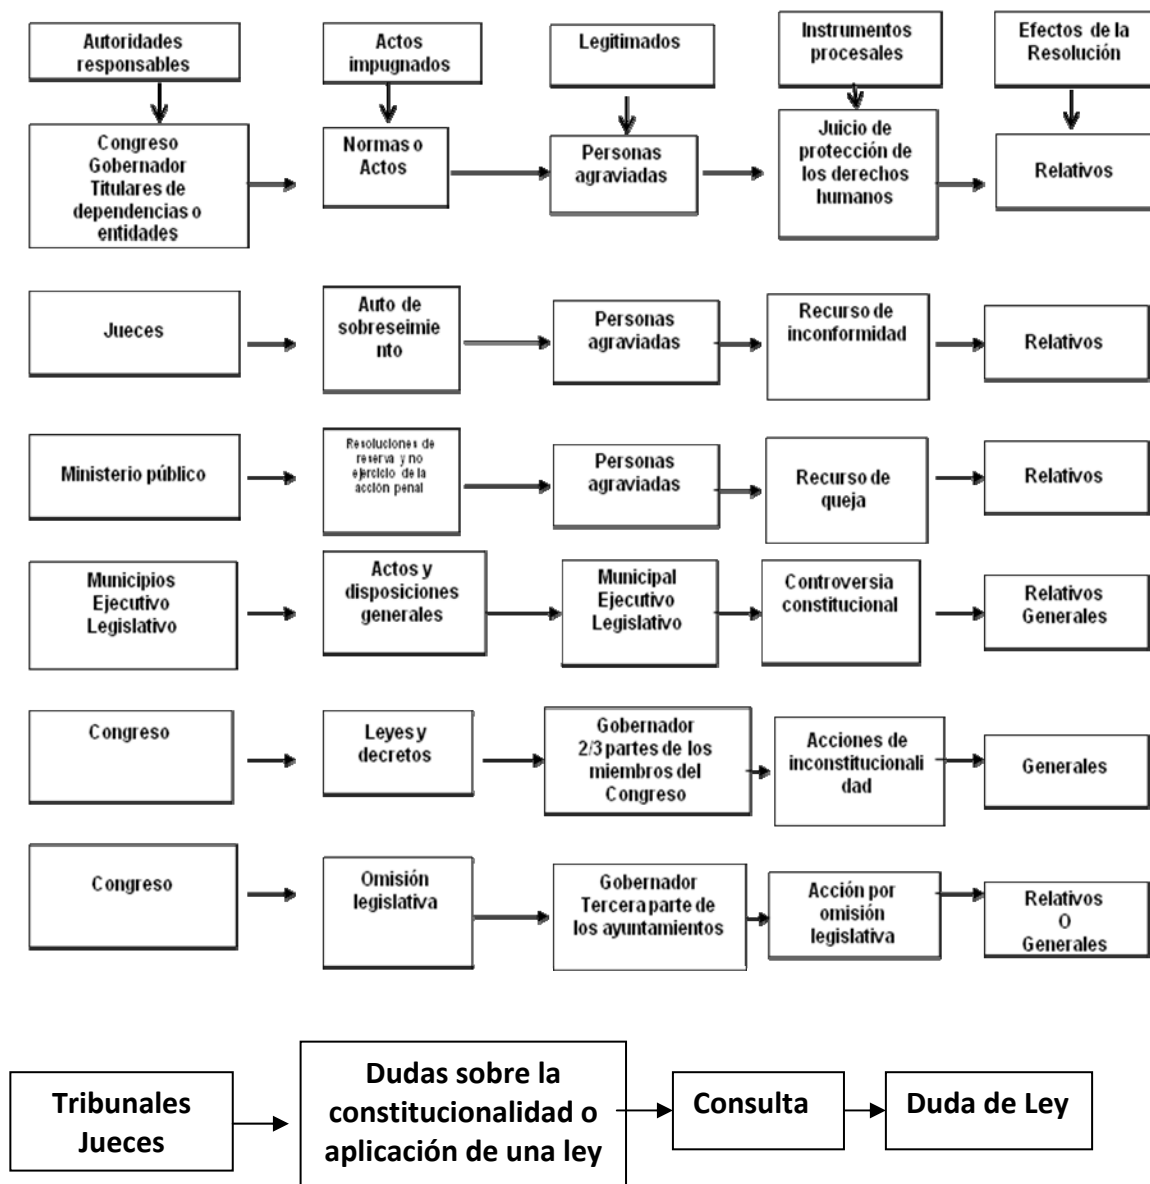 Autoridades
responsables
Actos
impugnados
Legitimados
Instrumentos
procesales
Efectos de la
Resolución
Congreso
Gobernador
Titulares de
dependencias o
entidades
Normas o
Actos
Personas
agraviadas
Juicio de
protección de
los derechos
humanos
Relativos
Jueces
Auto de
sobreseimie
nto
Personas
agraviadas
Recurso de
inconformidad
Relativos
Ministerio público
Resoluciones de
reserva y no
ejercicio de la
acción penal
Personas
agraviadas
Recurso de
queja
Relativos
Municipios
Ejecutivo
Legislativo
Actos y
disposiciones
generales
Municipal
Ejecutivo
Legislativo
Controversia
constitucional
Relativos
Generales
Congreso
Leyes y
decretos
Gobernador
2/3 partes de los
miembros del
Congreso
Acciones de
inconstitucionali
dad
Generales
Congreso
Omisión
legislativa
Gobernador
Tercera parte de
los ayuntamientos
Acción por
omisión
legislativa
Relativos
O
Generales
Tribunales
Jueces
Dudas sobre la
constitucionalidad o
aplicación de una ley
Consulta
Duda de Ley